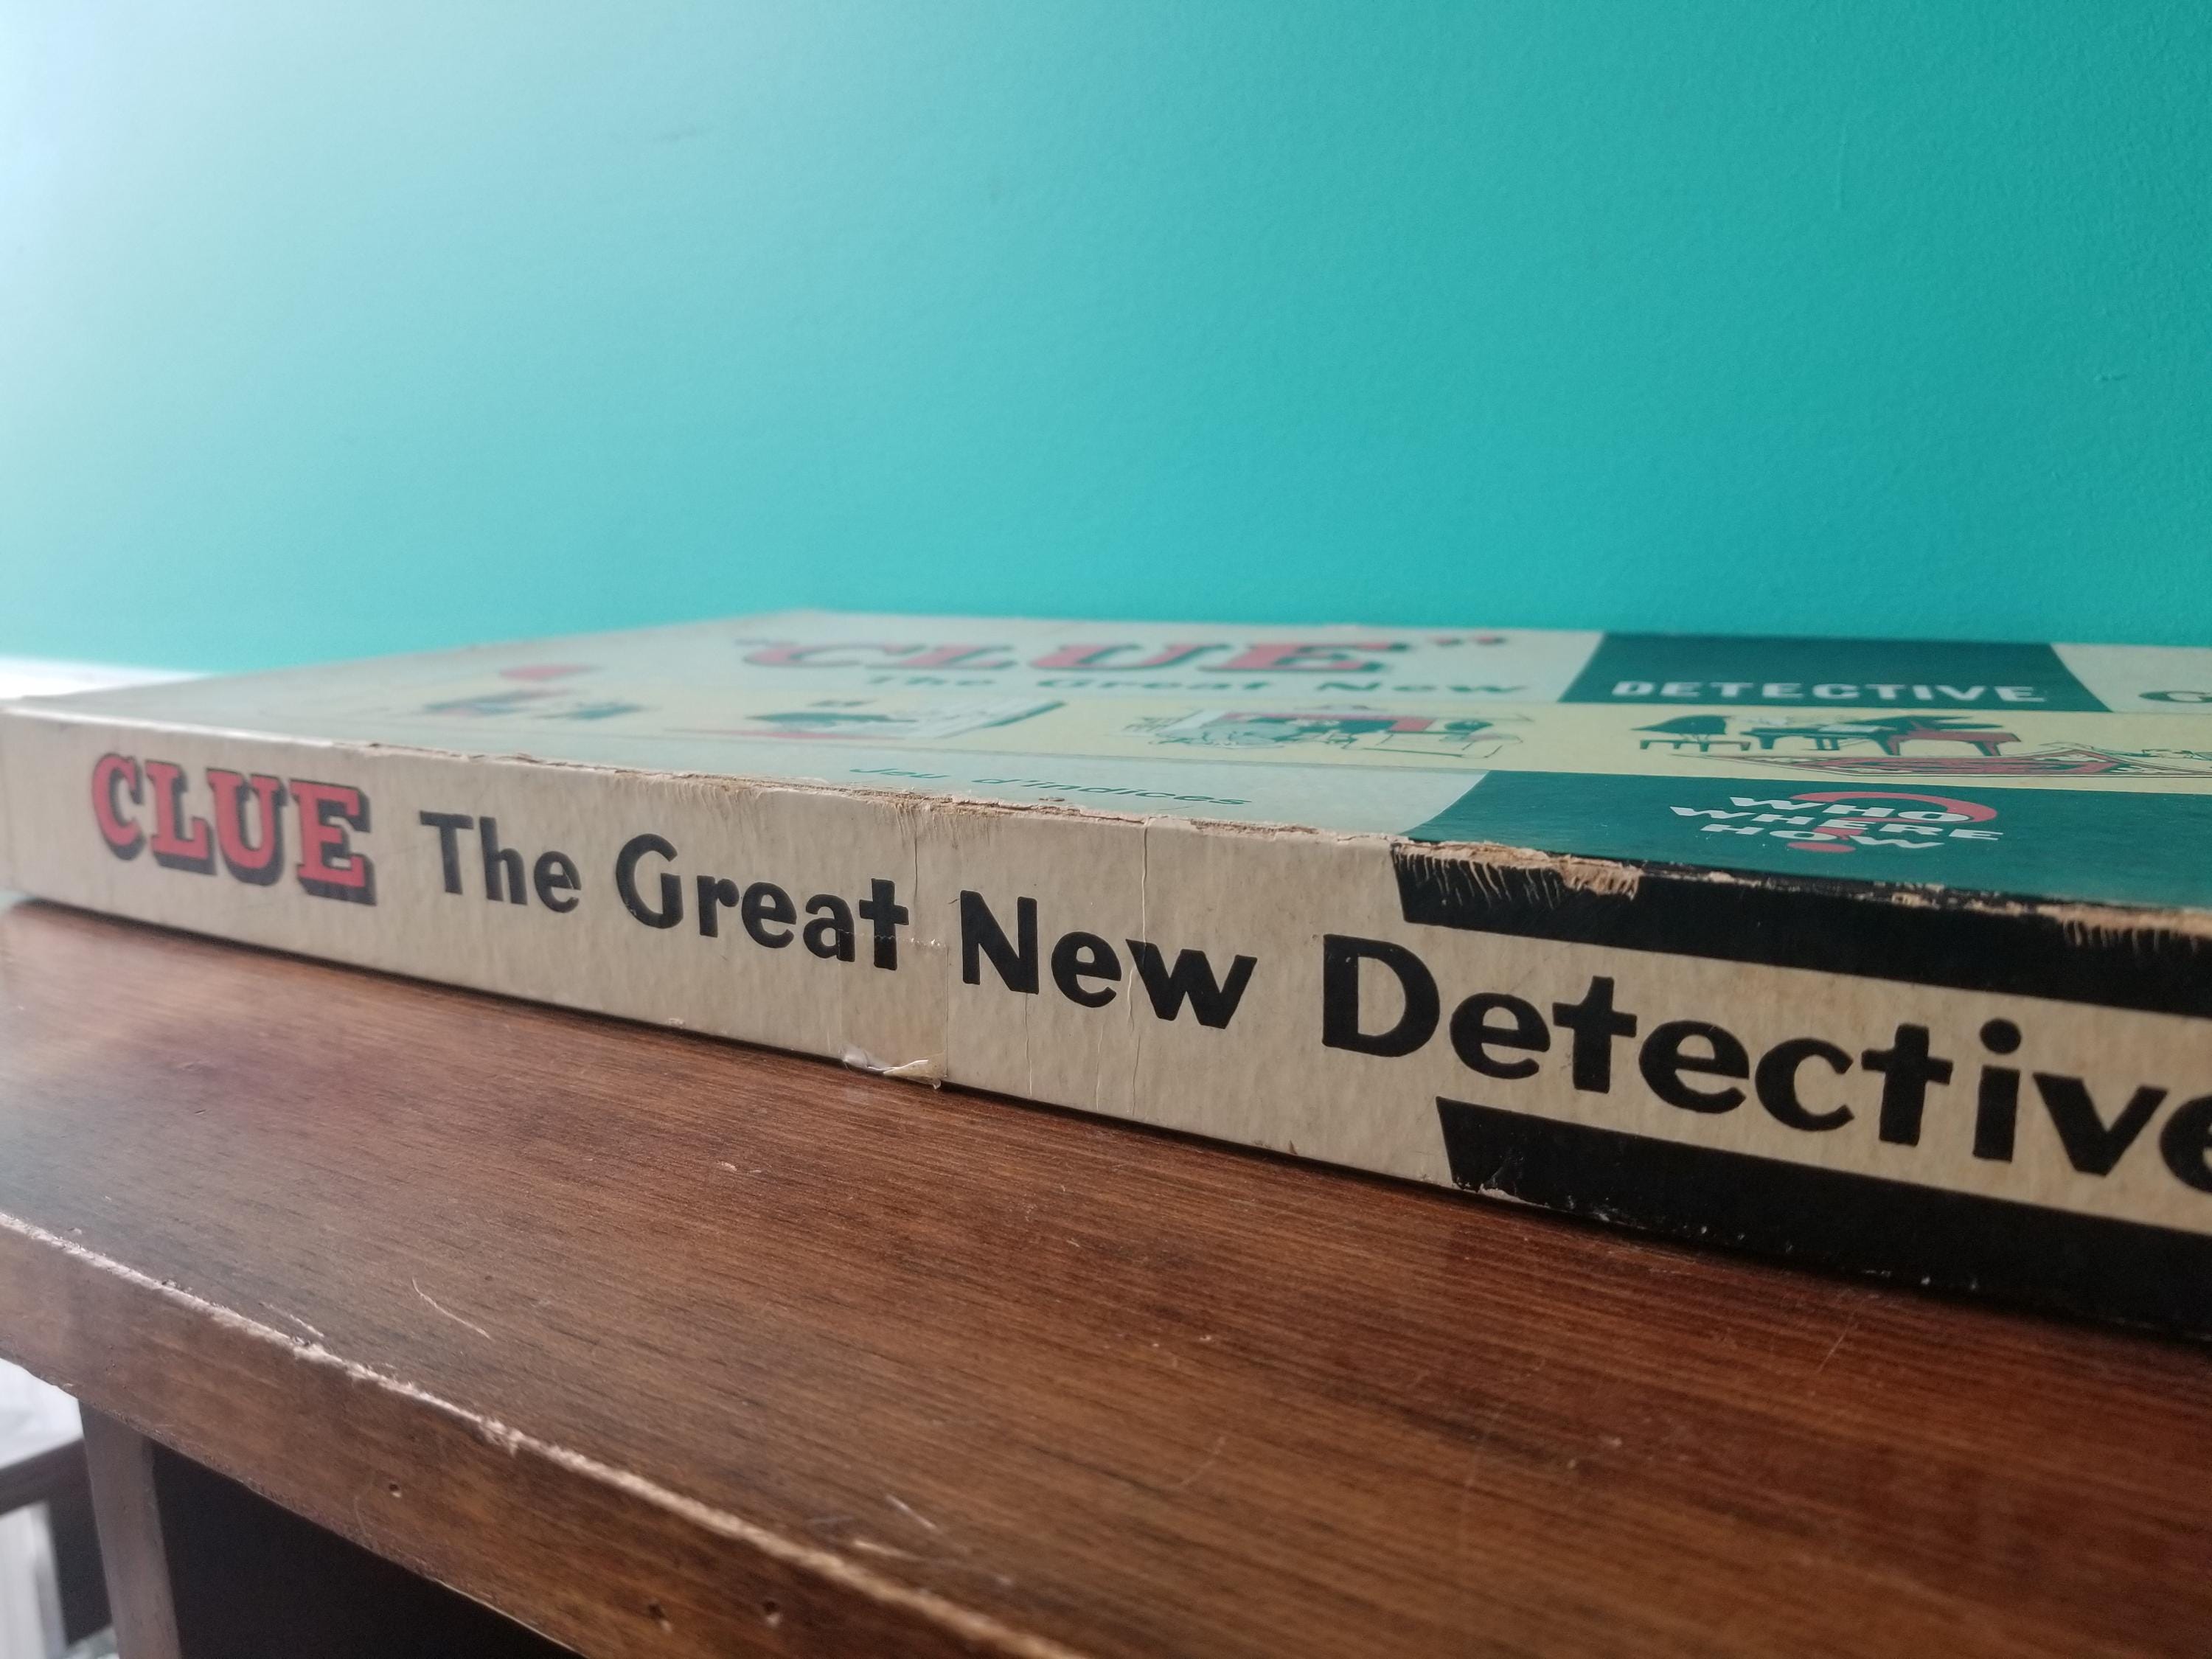 "CLUE"
The Great New DETECTIVE G
Jeu d'indices
WHO
WHERE
HOW
CLUE The Great New Detective